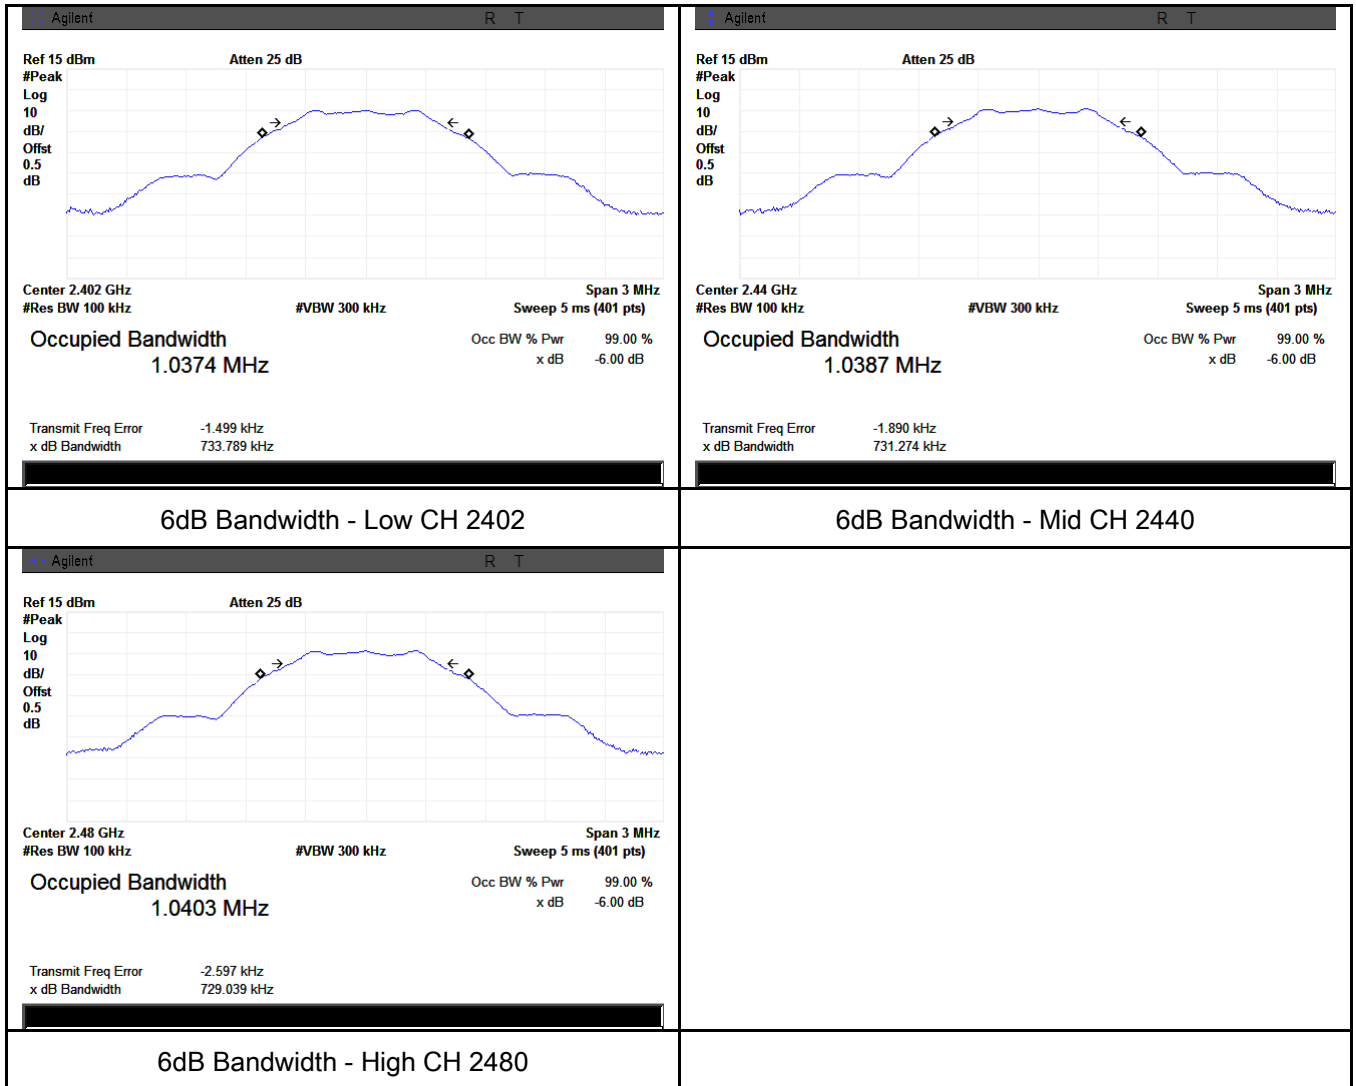 Agilent R T
Ref 15 dBm Atten 25 dB
#Peak
Log
10
dB/
Offst
0.5
dB
Center 2.402 GHz Span 3 MHz
#Res BW 100 kHz #VBW 300 kHz Sweep 5 ms (401 pts)
Occupied Bandwidth Occ BW % Pwr 99.00 %
1.0374 MHz x dB -6.00 dB
Transmit Freq Error -1.499 kHz
x dB Bandwidth 733.789 kHz
6dB Bandwidth - Low CH 2402
Agilent R T
Ref 15 dBm Atten 25 dB
#Peak
Log
10
dB/
Offst
0.5
dB
Center 2.44 GHz Span 3 MHz
#Res BW 100 kHz #VBW 300 kHz Sweep 5 ms (401 pts)
Occupied Bandwidth Occ BW % Pwr 99.00 %
1.0387 MHz x dB -6.00 dB
Transmit Freq Error -1.890 kHz
x dB Bandwidth 731.274 kHz
6dB Bandwidth - Mid CH 2440
Agilent R T
Ref 15 dBm Atten 25 dB
#Peak
Log
10
dB/
Offst
0.5
dB
Center 2.48 GHz Span 3 MHz
#Res BW 100 kHz #VBW 300 kHz Sweep 5 ms (401 pts)
Occupied Bandwidth Occ BW % Pwr 99.00 %
1.0403 MHz x dB -6.00 dB
Transmit Freq Error -2.597 kHz
x dB Bandwidth 729.039 kHz
6dB Bandwidth - High CH 2480